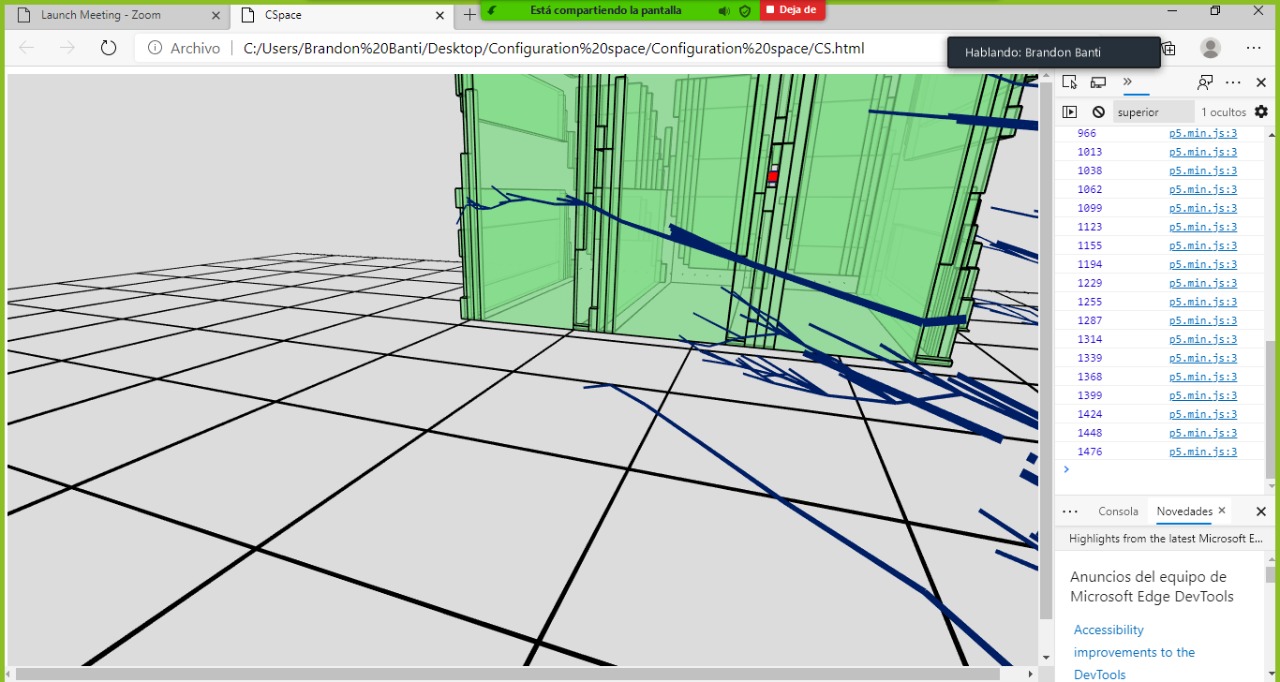 Launch Meeting - Zoom
CSpace
Está compartiendo la pantalla
Deja de
Archivo
C:/Users/Brandon%20Banti/Desktop/Configuration%20space/Configuration%20space/CS.html
Hablando: Brandon Banti
superior
1 ocultos
966 p5.min.js:3
1013 p5.min.js:3
1038 p5.min.js:3
1062 p5.min.js:3
1099 p5.min.js:3
1123 p5.min.js:3
1155 p5.min.js:3
1194 p5.min.js:3
1229 p5.min.js:3
1255 p5.min.js:3
1287 p5.min.js:3
1314 p5.min.js:3
1339 p5.min.js:3
1368 p5.min.js:3
1399 p5.min.js:3
1424 p5.min.js:3
1448 p5.min.js:3
1476 p5.min.js:3
Consola
Novedades
Highlights from the latest Microsoft E...
Anuncios del equipo de
Microsoft Edge DevTools
Accessibility
improvements to the
DevTools